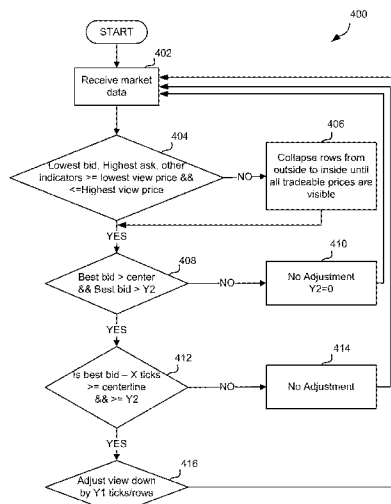 400
START
402
Receive market
data
404
406
Lowest bid, Highest ask, other
indicators >= lowest view price &&
<=Highest view price
NO
Collapse rows from
outside to inside until
all tradeable prices are
visible
YES
408
410
Best bid > center
&& Best bid > Y2
NO
No Adjustment
Y2=0
YES
412
414
Is best bid – X ticks
>= centerline
&& >= Y2
NO
No Adjustment
YES
416
Adjust view down
by Y1 ticks/rows